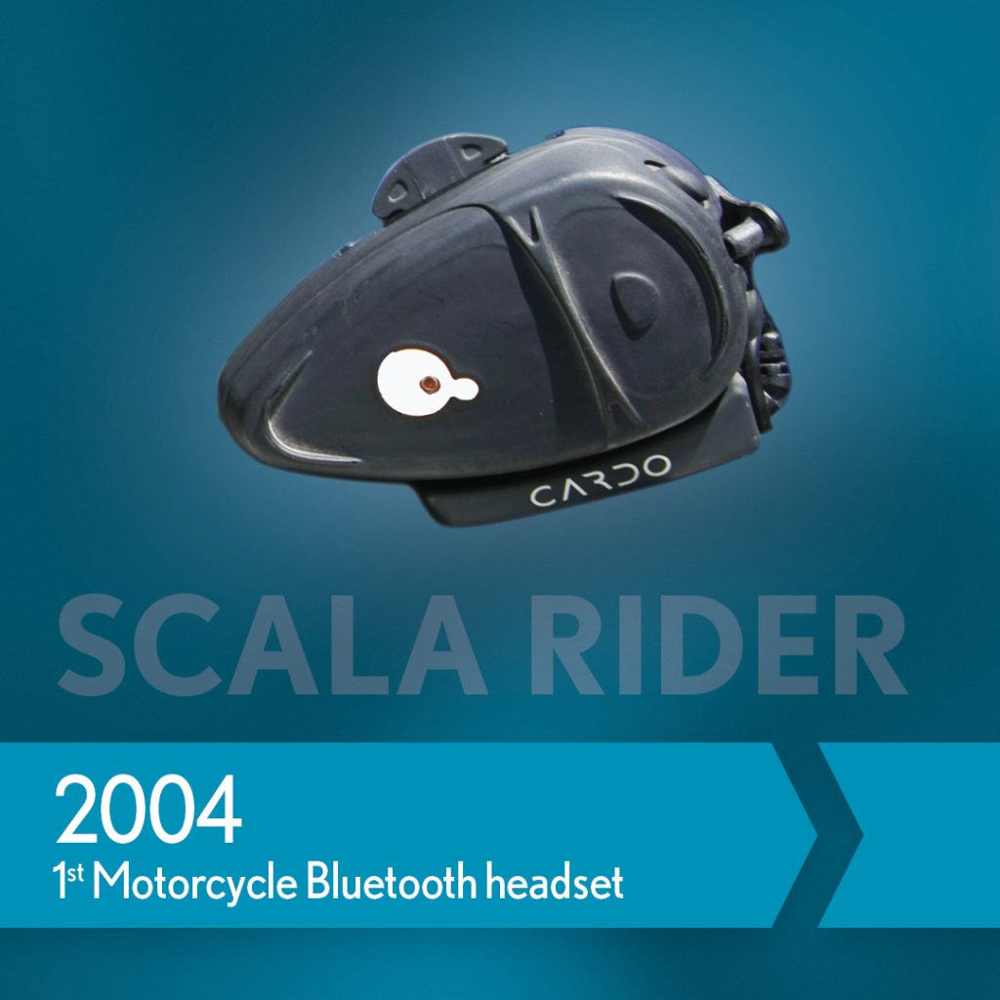 CARDO
SCALA RIDER
2004
1st Motorcycle Bluetooth headset